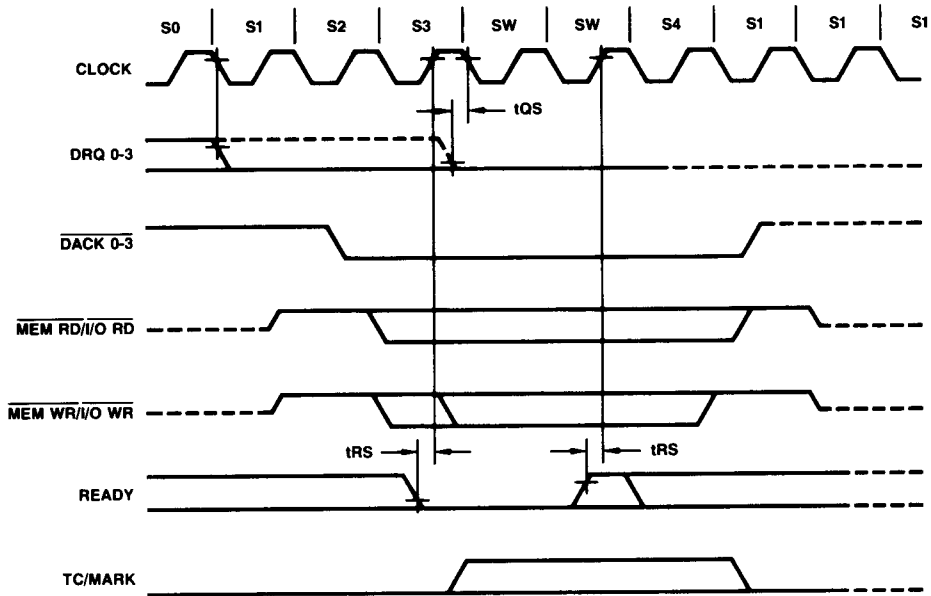 S0 S1 S2 S3 SW SW S4 S1 S1 S1
CLOCK
tQS
DRQ 0-3
DACK 0-3
MEM RD/I/O RD
MEM WR/I/O WR
tRS tRS
READY
TC/MARK